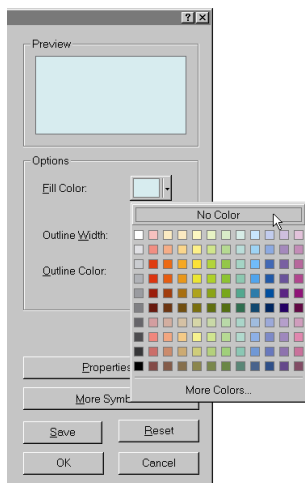 Preview
Options
Fill Color:
No Color
Outline Width:
Outline Color:
Properties
More Symb
More Colors...
Save
Reset
OK
Cancel